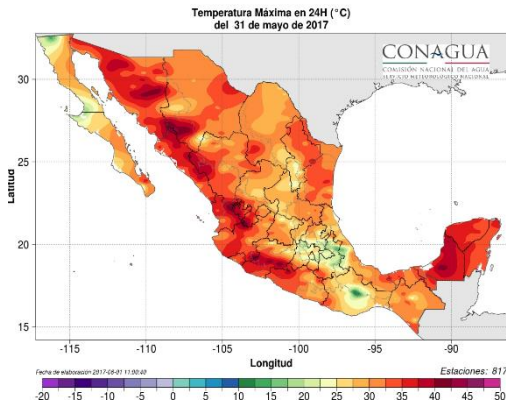 Temperatura Máxima en 24H (°C)
del 31 de mayo de 2017
CONAGUA
COMISIÓN NACIONAL DEL AGUA
SERVICIO METEOROLÓGICO NACIONAL
Latitud
30
25
20
15
-115 -110 -105 -100 -95 -90
Longitud
Fecha de elaboración 2017-06-01 11:00:40
Estaciones: 817
-20 -15 -10 -5 0 5 10 15 20 25 30 35 40 45 50